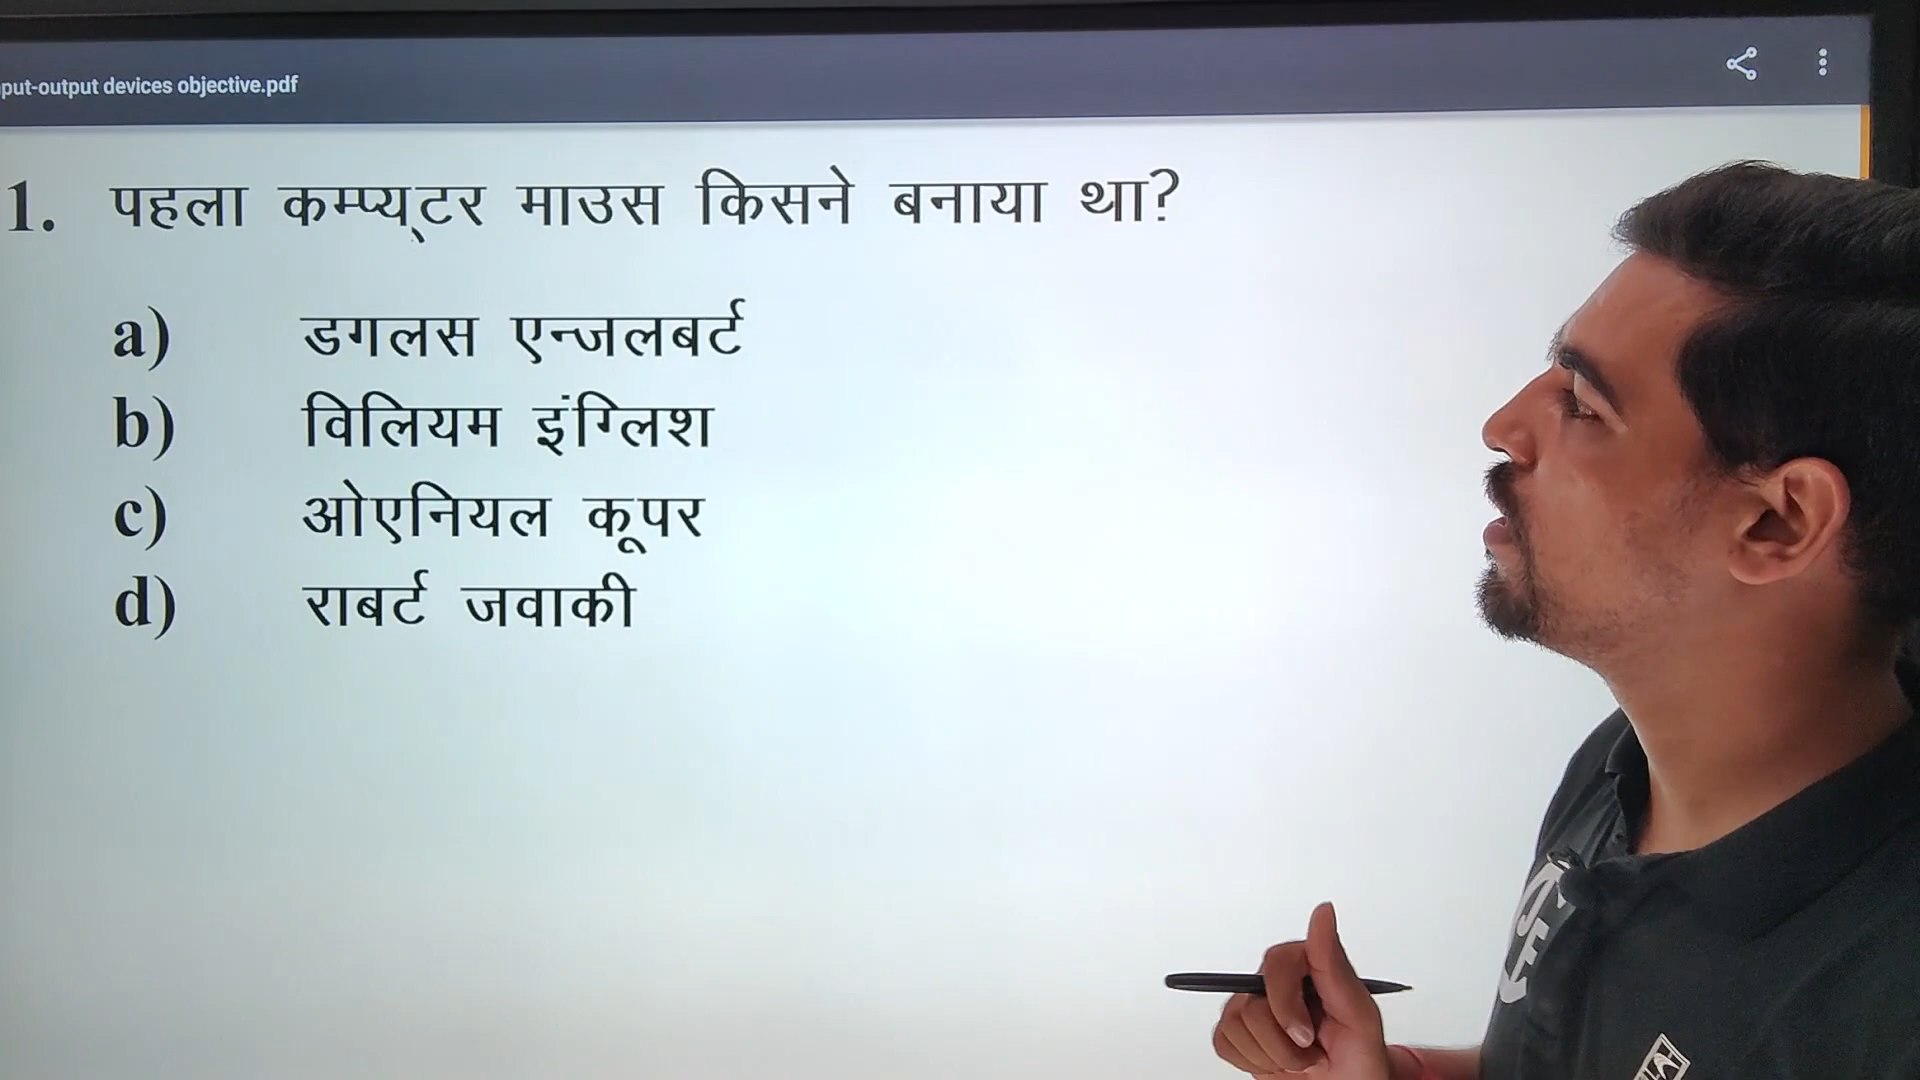 put-output devices objective.pdf
1. पहला कम्प्यूटर माउस किसने बनाया था?
a) डगलस एन्जलबर्ट
b) विलियम इंग्लिश
c) ओएनियल कूपर
d) राबर्ट जवाकी